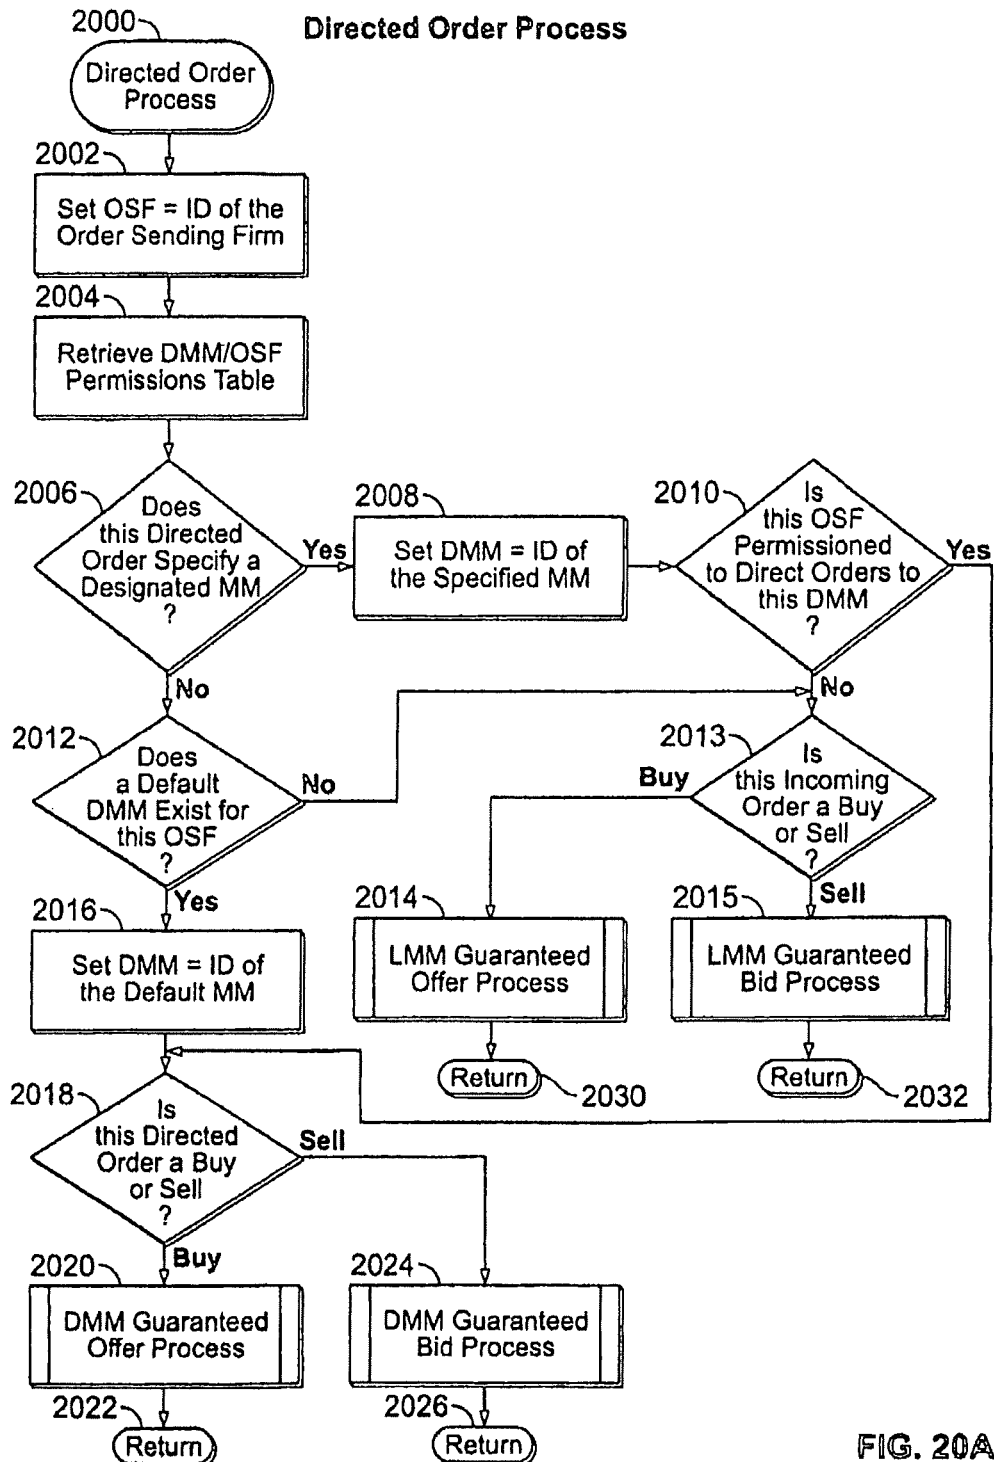 Directed Order Process
2000
Directed Order
Process
2002
Set OSF = ID of the
Order Sending Firm
2004
Retrieve DMM/OSF
Permissions Table
2006
Does
this Directed
Order Specify a
Designated MM
?
Yes
No
2008
Set DMM = ID of
the Specified MM
2010
Is
this OSF
Permissioned
to Direct Orders to
this DMM
?
Yes
No
2012
Does
a Default
DMM Exist for
this OSF
?
No
Yes
2013
Is
this Incoming
Order a Buy
or Sell
?
Buy
Sell
2014
LMM Guaranteed
Offer Process
Return
2030
2015
LMM Guaranteed
Bid Process
Return
2032
2016
Set DMM = ID of
the Default MM
2018
Is
this Directed
Order a Buy
or Sell
?
Sell
Buy
2020
DMM Guaranteed
Offer Process
2022
Return
2024
DMM Guaranteed
Bid Process
2026
Return
FIG. 20A